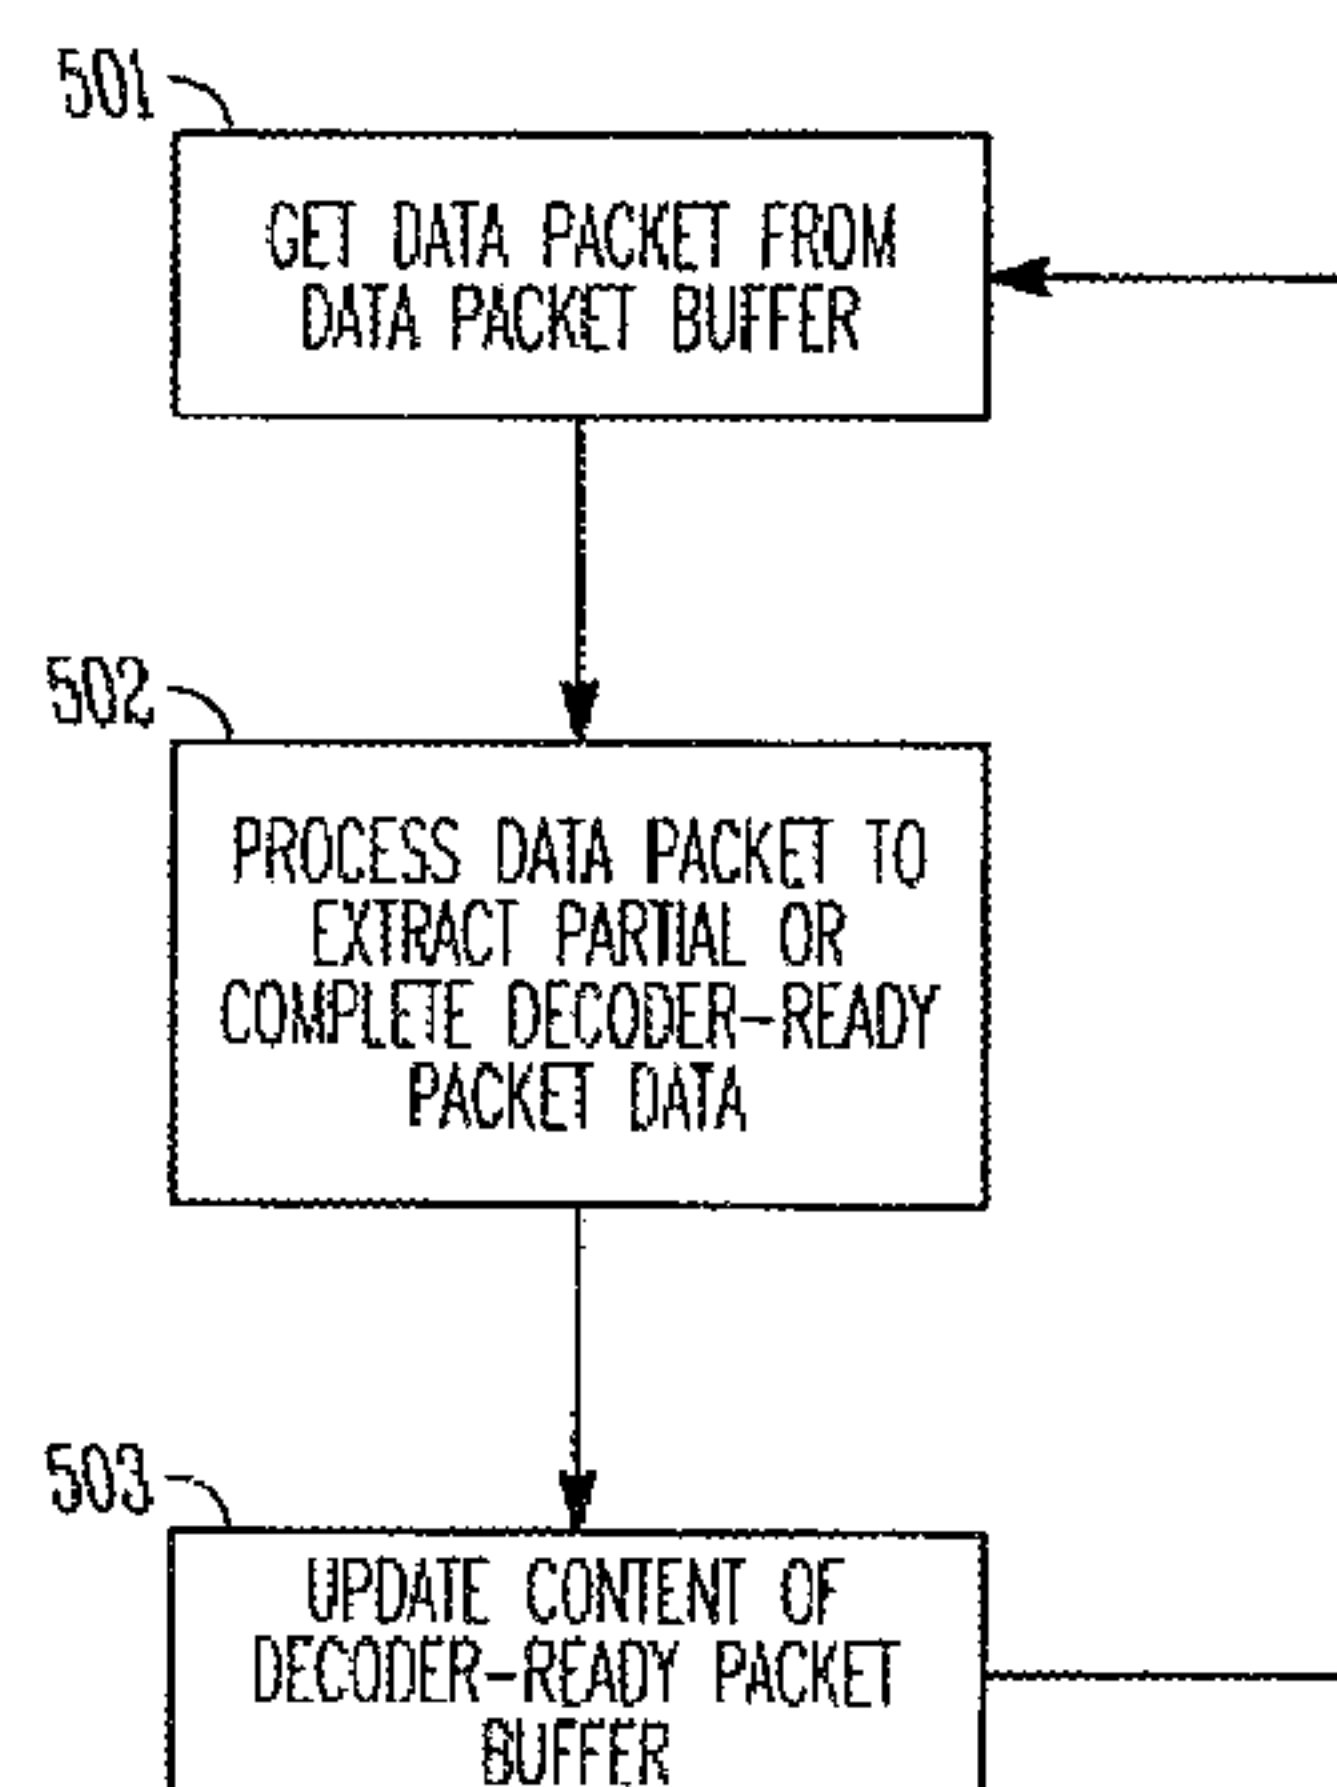 501
GET DATA PACKET FROM
DATA PACKET BUFFER
502
PROCESS DATA PACKET TO
EXTRACT PARTIAL OR
COMPLETE DECODER-READY
PACKET DATA
503
UPDATE CONTENT OF
DECODER-READY PACKET
BUFFER